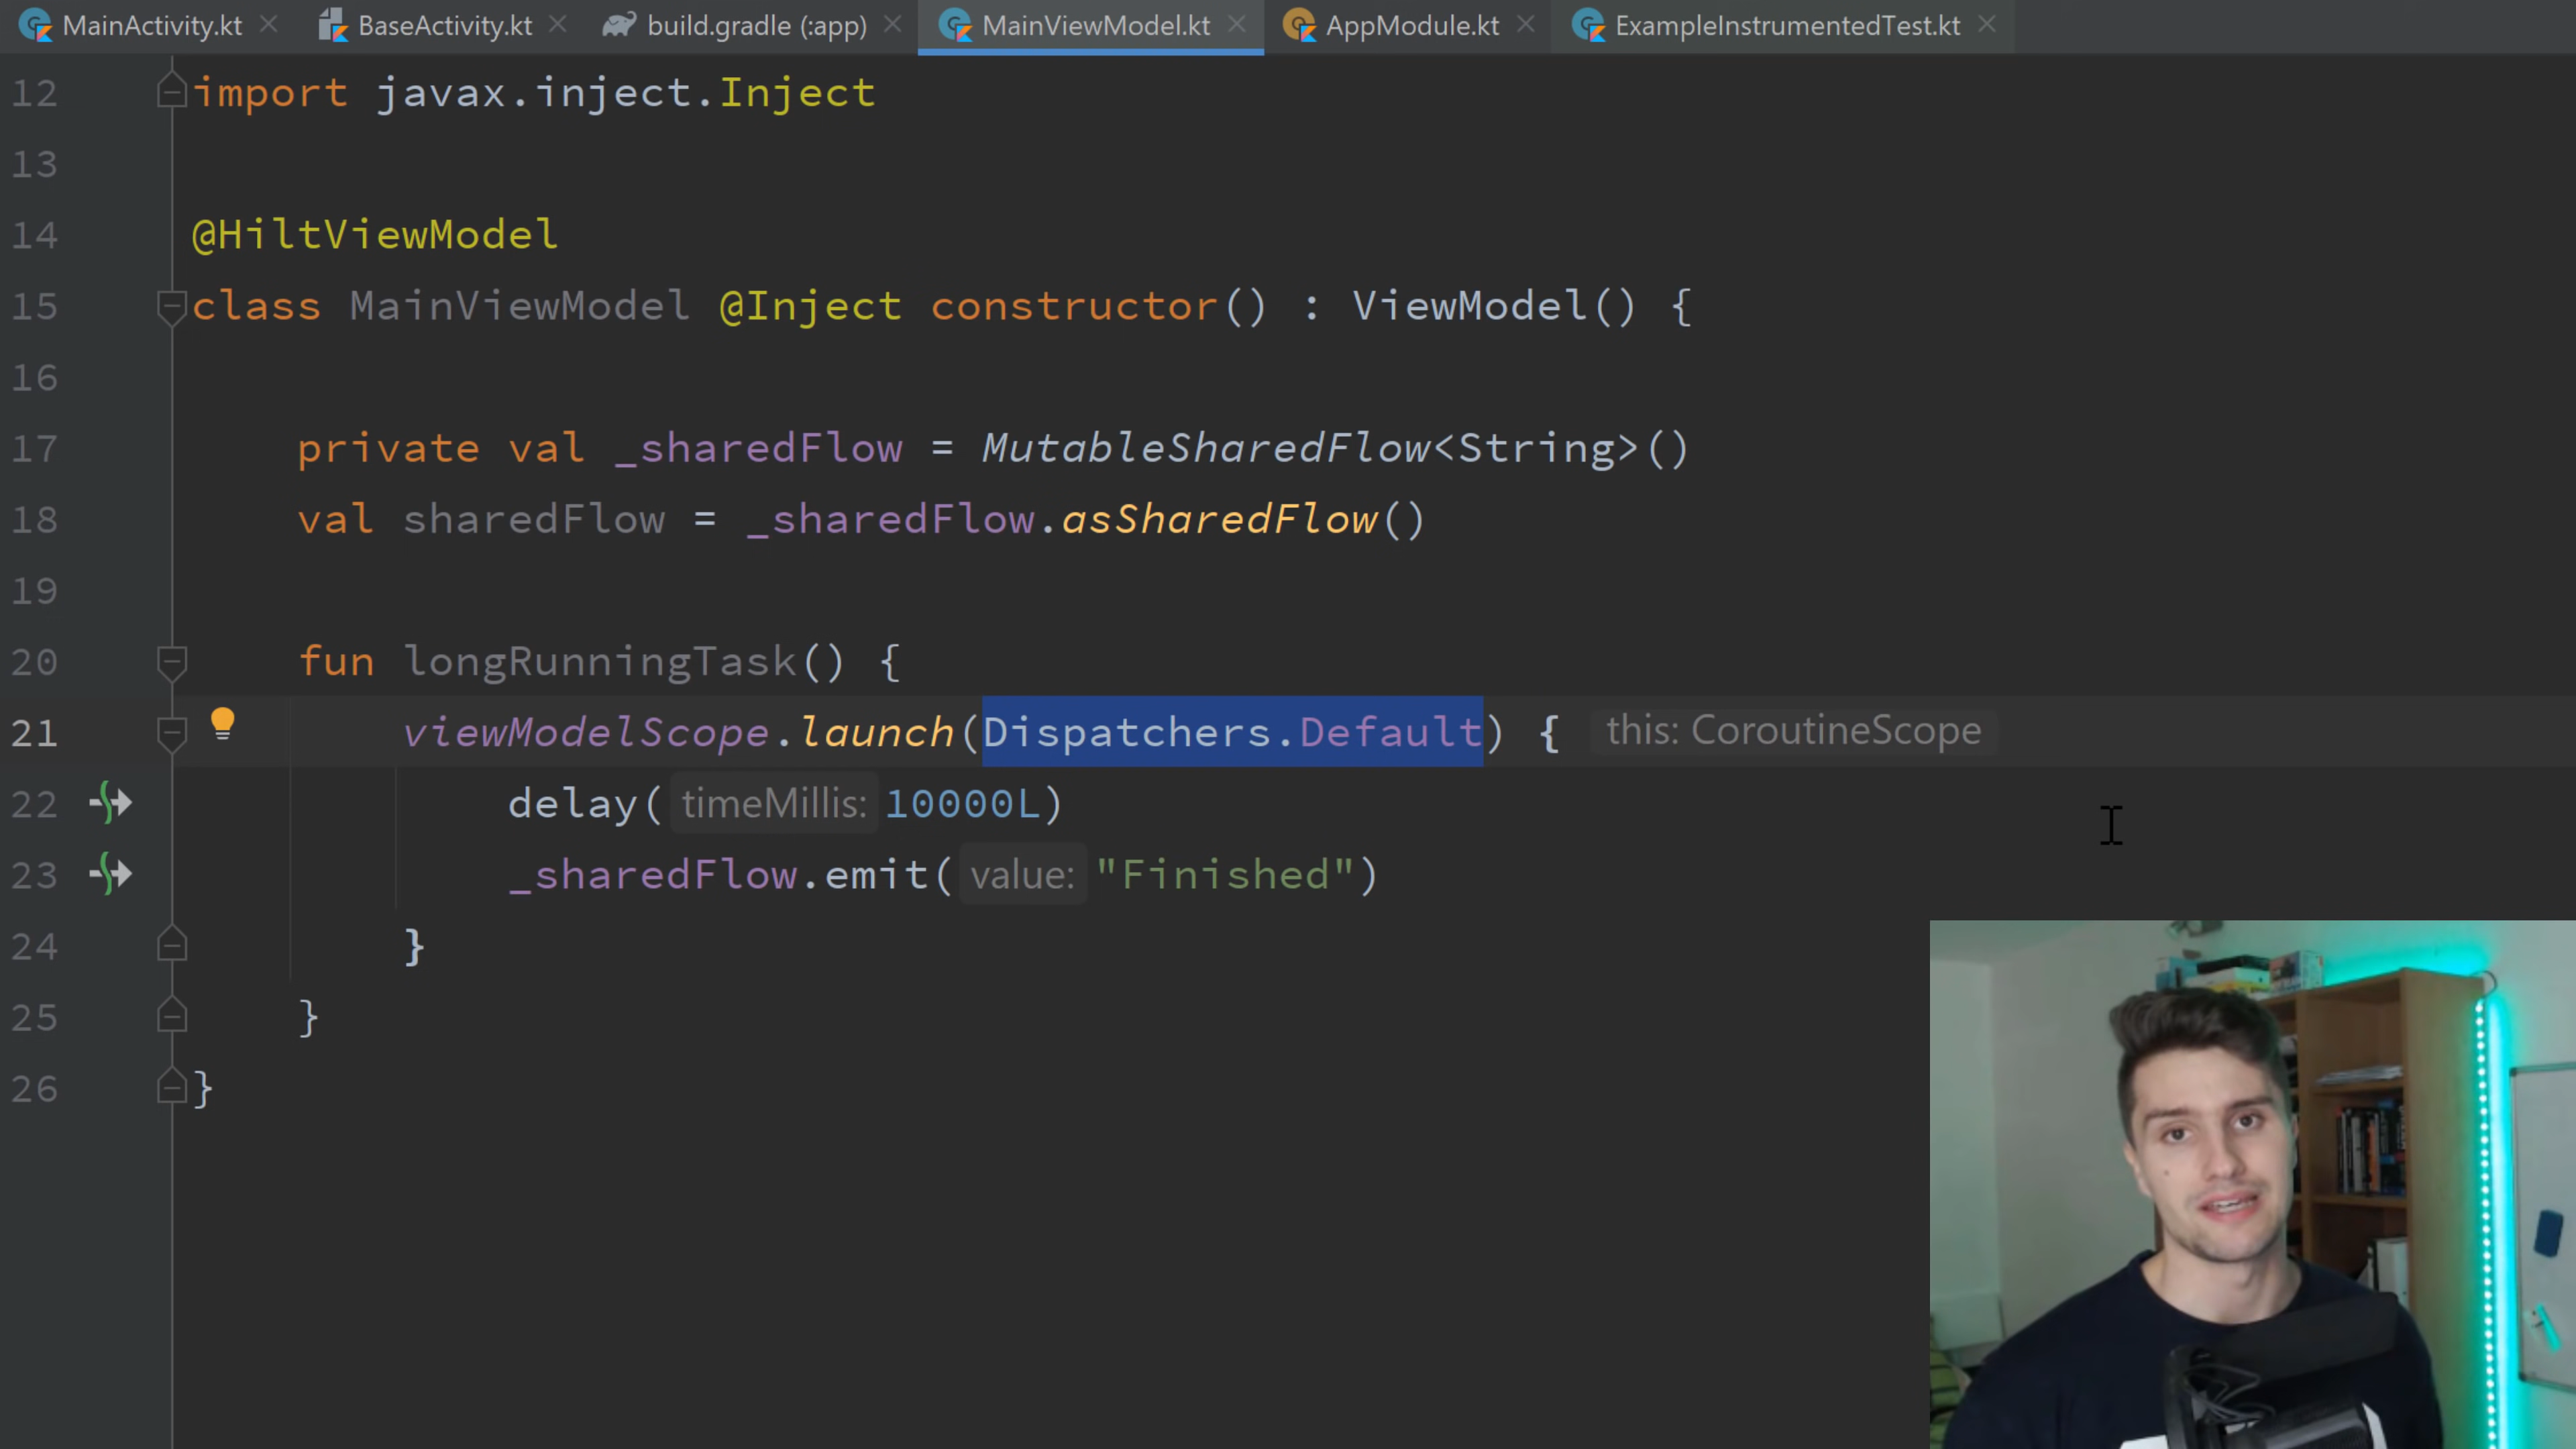 MainActivity.kt BaseActivity.kt build.gradle (:app) MainViewModel.kt AppModule.kt ExampleInstrumentedTest.kt
12 import javax.inject.Inject
13
14 @HiltViewModel
15 class MainViewModel @Inject constructor() : ViewModel() {
16
17 private val _sharedFlow = MutableSharedFlow<String>()
18 val sharedFlow = _sharedFlow.asSharedFlow()
19
20 fun longRunningTask() {
21 viewModelScope.launch(Dispatchers.Default) { this: CoroutineScope
22 delay( timeMillis: 10000L)
23 _sharedFlow.emit( value: "Finished")
24 }
25 }
26 }